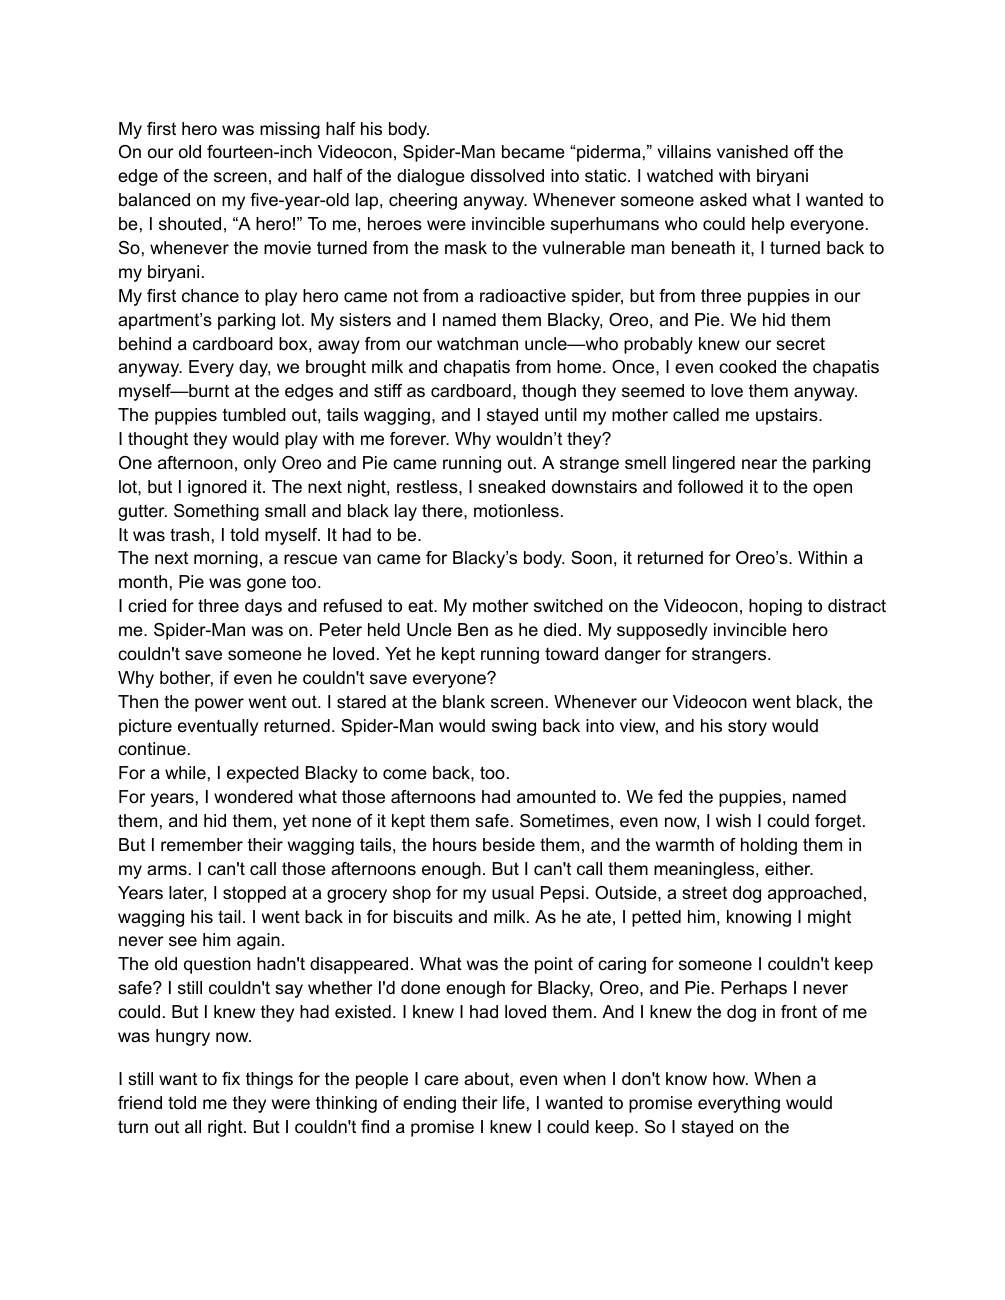 My first hero was missing half his body.
On our old fourteen-inch Videocon, Spider-Man became “piderma,” villains vanished off the
edge of the screen, and half of the dialogue dissolved into static. I watched with biryani
balanced on my five-year-old lap, cheering anyway. Whenever someone asked what I wanted to
be, I shouted, “A hero!” To me, heroes were invincible superhumans who could help everyone.
So, whenever the movie turned from the mask to the vulnerable man beneath it, I turned back to
my biryani.
My first chance to play hero came not from a radioactive spider, but from three puppies in our
apartment’s parking lot. My sisters and I named them Blacky, Oreo, and Pie. We hid them
behind a cardboard box, away from our watchman uncle—who probably knew our secret
anyway. Every day, we brought milk and chapatis from home. Once, I even cooked the chapatis
myself—burnt at the edges and stiff as cardboard, though they seemed to love them anyway.
The puppies tumbled out, tails wagging, and I stayed until my mother called me upstairs.
I thought they would play with me forever. Why wouldn’t they?
One afternoon, only Oreo and Pie came running out. A strange smell lingered near the parking
lot, but I ignored it. The next night, restless, I sneaked downstairs and followed it to the open
gutter. Something small and black lay there, motionless.
It was trash, I told myself. It had to be.
The next morning, a rescue van came for Blacky’s body. Soon, it returned for Oreo’s. Within a
month, Pie was gone too.
I cried for three days and refused to eat. My mother switched on the Videocon, hoping to distract
me. Spider-Man was on. Peter held Uncle Ben as he died. My supposedly invincible hero
couldn't save someone he loved. Yet he kept running toward danger for strangers.
Why bother, if even he couldn't save everyone?
Then the power went out. I stared at the blank screen. Whenever our Videocon went black, the
picture eventually returned. Spider-Man would swing back into view, and his story would
continue.
For a while, I expected Blacky to come back, too.
For years, I wondered what those afternoons had amounted to. We fed the puppies, named
them, and hid them, yet none of it kept them safe. Sometimes, even now, I wish I could forget.
But I remember their wagging tails, the hours beside them, and the warmth of holding them in
my arms. I can't call those afternoons enough. But I can't call them meaningless, either.
Years later, I stopped at a grocery shop for my usual Pepsi. Outside, a street dog approached,
wagging his tail. I went back in for biscuits and milk. As he ate, I petted him, knowing I might
never see him again.
The old question hadn't disappeared. What was the point of caring for someone I couldn't keep
safe? I still couldn't say whether I'd done enough for Blacky, Oreo, and Pie. Perhaps I never
could. But I knew they had existed. I knew I had loved them. And I knew the dog in front of me
was hungry now.
I still want to fix things for the people I care about, even when I don't know how. When a
friend told me they were thinking of ending their life, I wanted to promise everything would
turn out all right. But I couldn't find a promise I knew I could keep. So I stayed on the